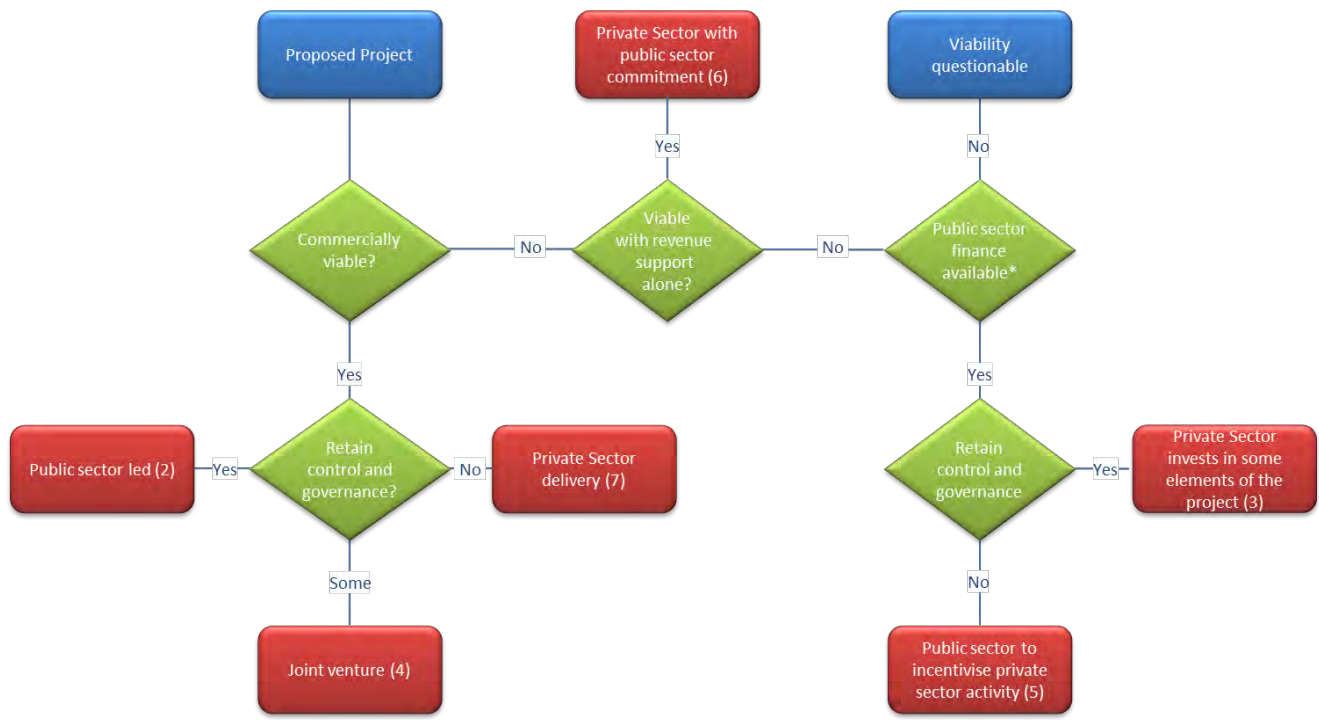 Proposed Project
Private Sector with
public sector
commitment (6)
Viability
questionable
Yes
No
Commercially
viable?
No
Viable
with revenue
support
alone?
No
Public sector
finance
available*
Yes
Yes
Public sector led (2)
Yes
Retain
control and
governance?
No
Private Sector
delivery (7)
Retain
control and
governance
Yes
Private Sector
invests in some
elements of the
project (3)
Some
No
Joint venture (4)
Public sector to
incentivise private
sector activity (5)